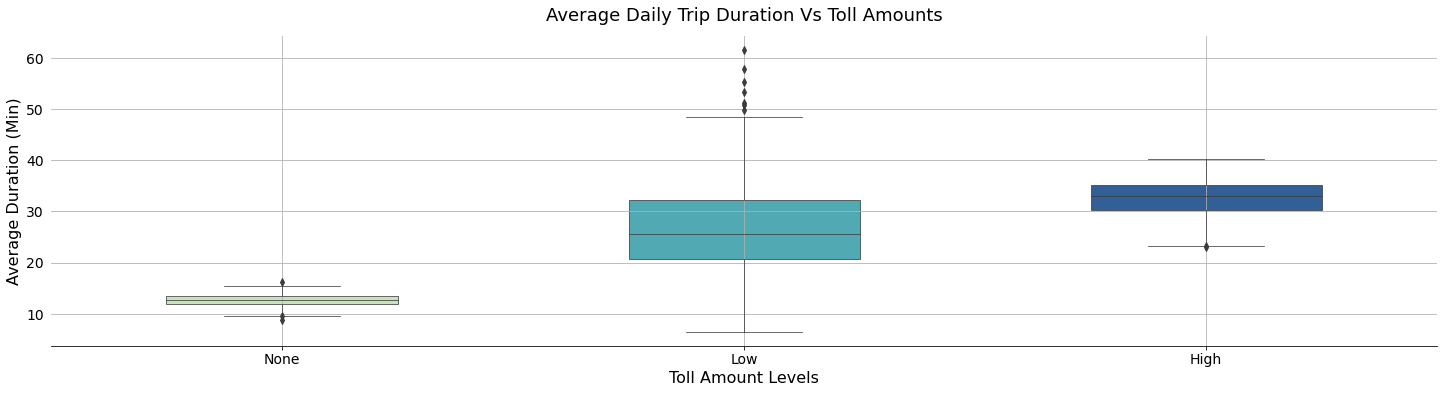 Average Daily Trip Duration Vs Toll Amounts
Average Duration (Min)
60
50
40
30
20
10
None Low High
Toll Amount Levels